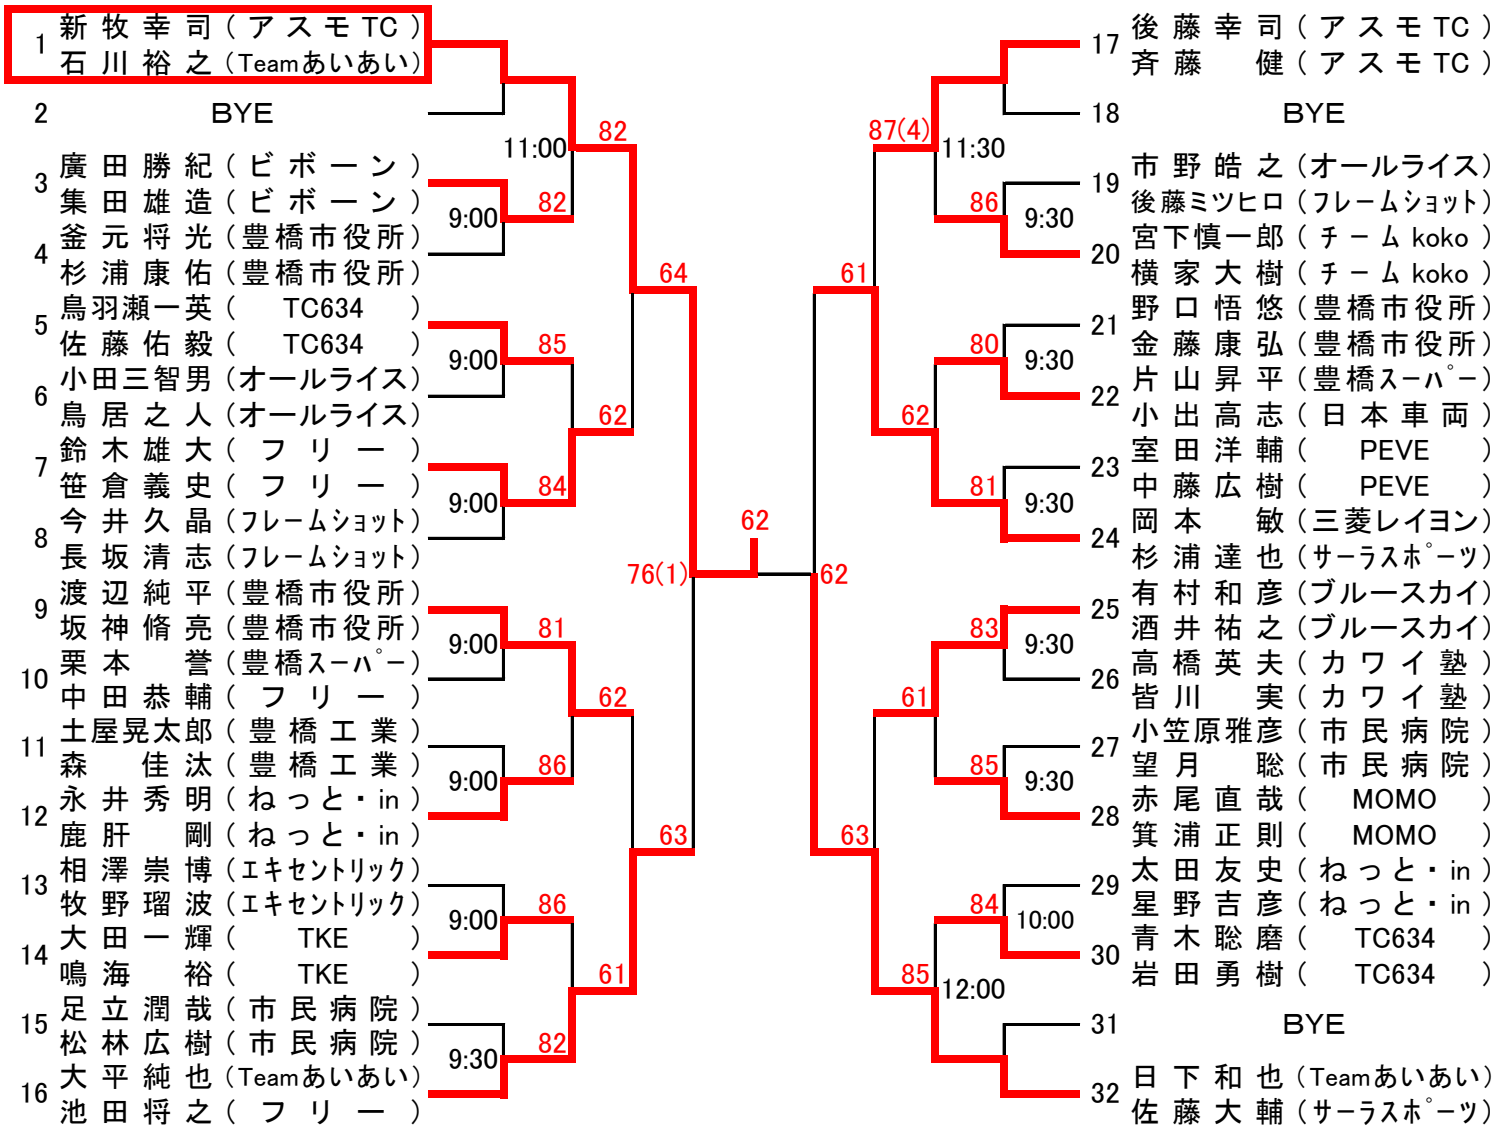 1 新牧幸司(アスモTC)
石川裕之(Teamあいあい)
2 BYE
3 廣田勝紀(ビボーン)
集田雄造(ビボーン)
4 釜元将光(豊橋市役所)
杉浦康佑(豊橋市役所)
5 鳥羽瀬一英(TC634)
佐藤佑毅(TC634)
6 小田三智男(オールライス)
鳥居之人(オールライス)
7 鈴木雄大(フリー)
笹倉義史(フリー)
8 今井久晶(フレームショット)
長坂清志(フレームショット)
9 渡辺純平(豊橋市役所)
坂神脩亮(豊橋市役所)
10 栗本誉(豊橋スーパー)
中田恭輔(フリー)
11 土屋晃太郎(豊橋工業)
森佳汰(豊橋工業)
12 永井秀明(ねっと・in)
鹿肝剛(ねっと・in)
13 相澤崇博(エキセントリック)
牧野瑠波(エキセントリック)
14 大田一輝(TKE)
鳴海裕(TKE)
15 足立潤哉(市民病院)
松林広樹(市民病院)
16 大平純也(Teamあいあい)
池田将之(フリー)
11:00
9:00
9:00
9:00
9:00
9:00
9:00
9:30
82
85
84
81
86
86
82
82
62
62
61
64
63
76(1)
62
62
61
63
87(4)
62
61
85
86
80
81
83
85
84
11:30
9:30
9:30
9:30
9:30
9:30
10:00
12:00
17 後藤幸司(アスモTC)
斉藤健(アスモTC)
18 BYE
19 市野皓之(オールライス)
後藤ミツヒロ(フレームショット)
20 宮下慎一郎(チームkoko)
横家大樹(チームkoko)
21 野口悟悠(豊橋市役所)
金藤康弘(豊橋市役所)
22 片山昇平(豊橋スーパー)
小出高志(日本車両)
23 室田洋輔(PEVE)
中藤広樹(PEVE)
24 岡本敏(三菱レイヨン)
杉浦達也(サーラスポーツ)
25 有村和彦(ブルースカイ)
酒井祐之(ブルースカイ)
26 高橋英夫(カワイ塾)
皆川実(カワイ塾)
27 小笠原雅彦(市民病院)
望月聡(市民病院)
28 赤尾直哉(MOMO)
箕浦正則(MOMO)
29 太田友史(ねっと・in)
星野吉彦(ねっと・in)
30 青木聡磨(TC634)
岩田勇樹(TC634)
31 BYE
32 日下和也(Teamあいあい)
佐藤大輔(サーラスポーツ)